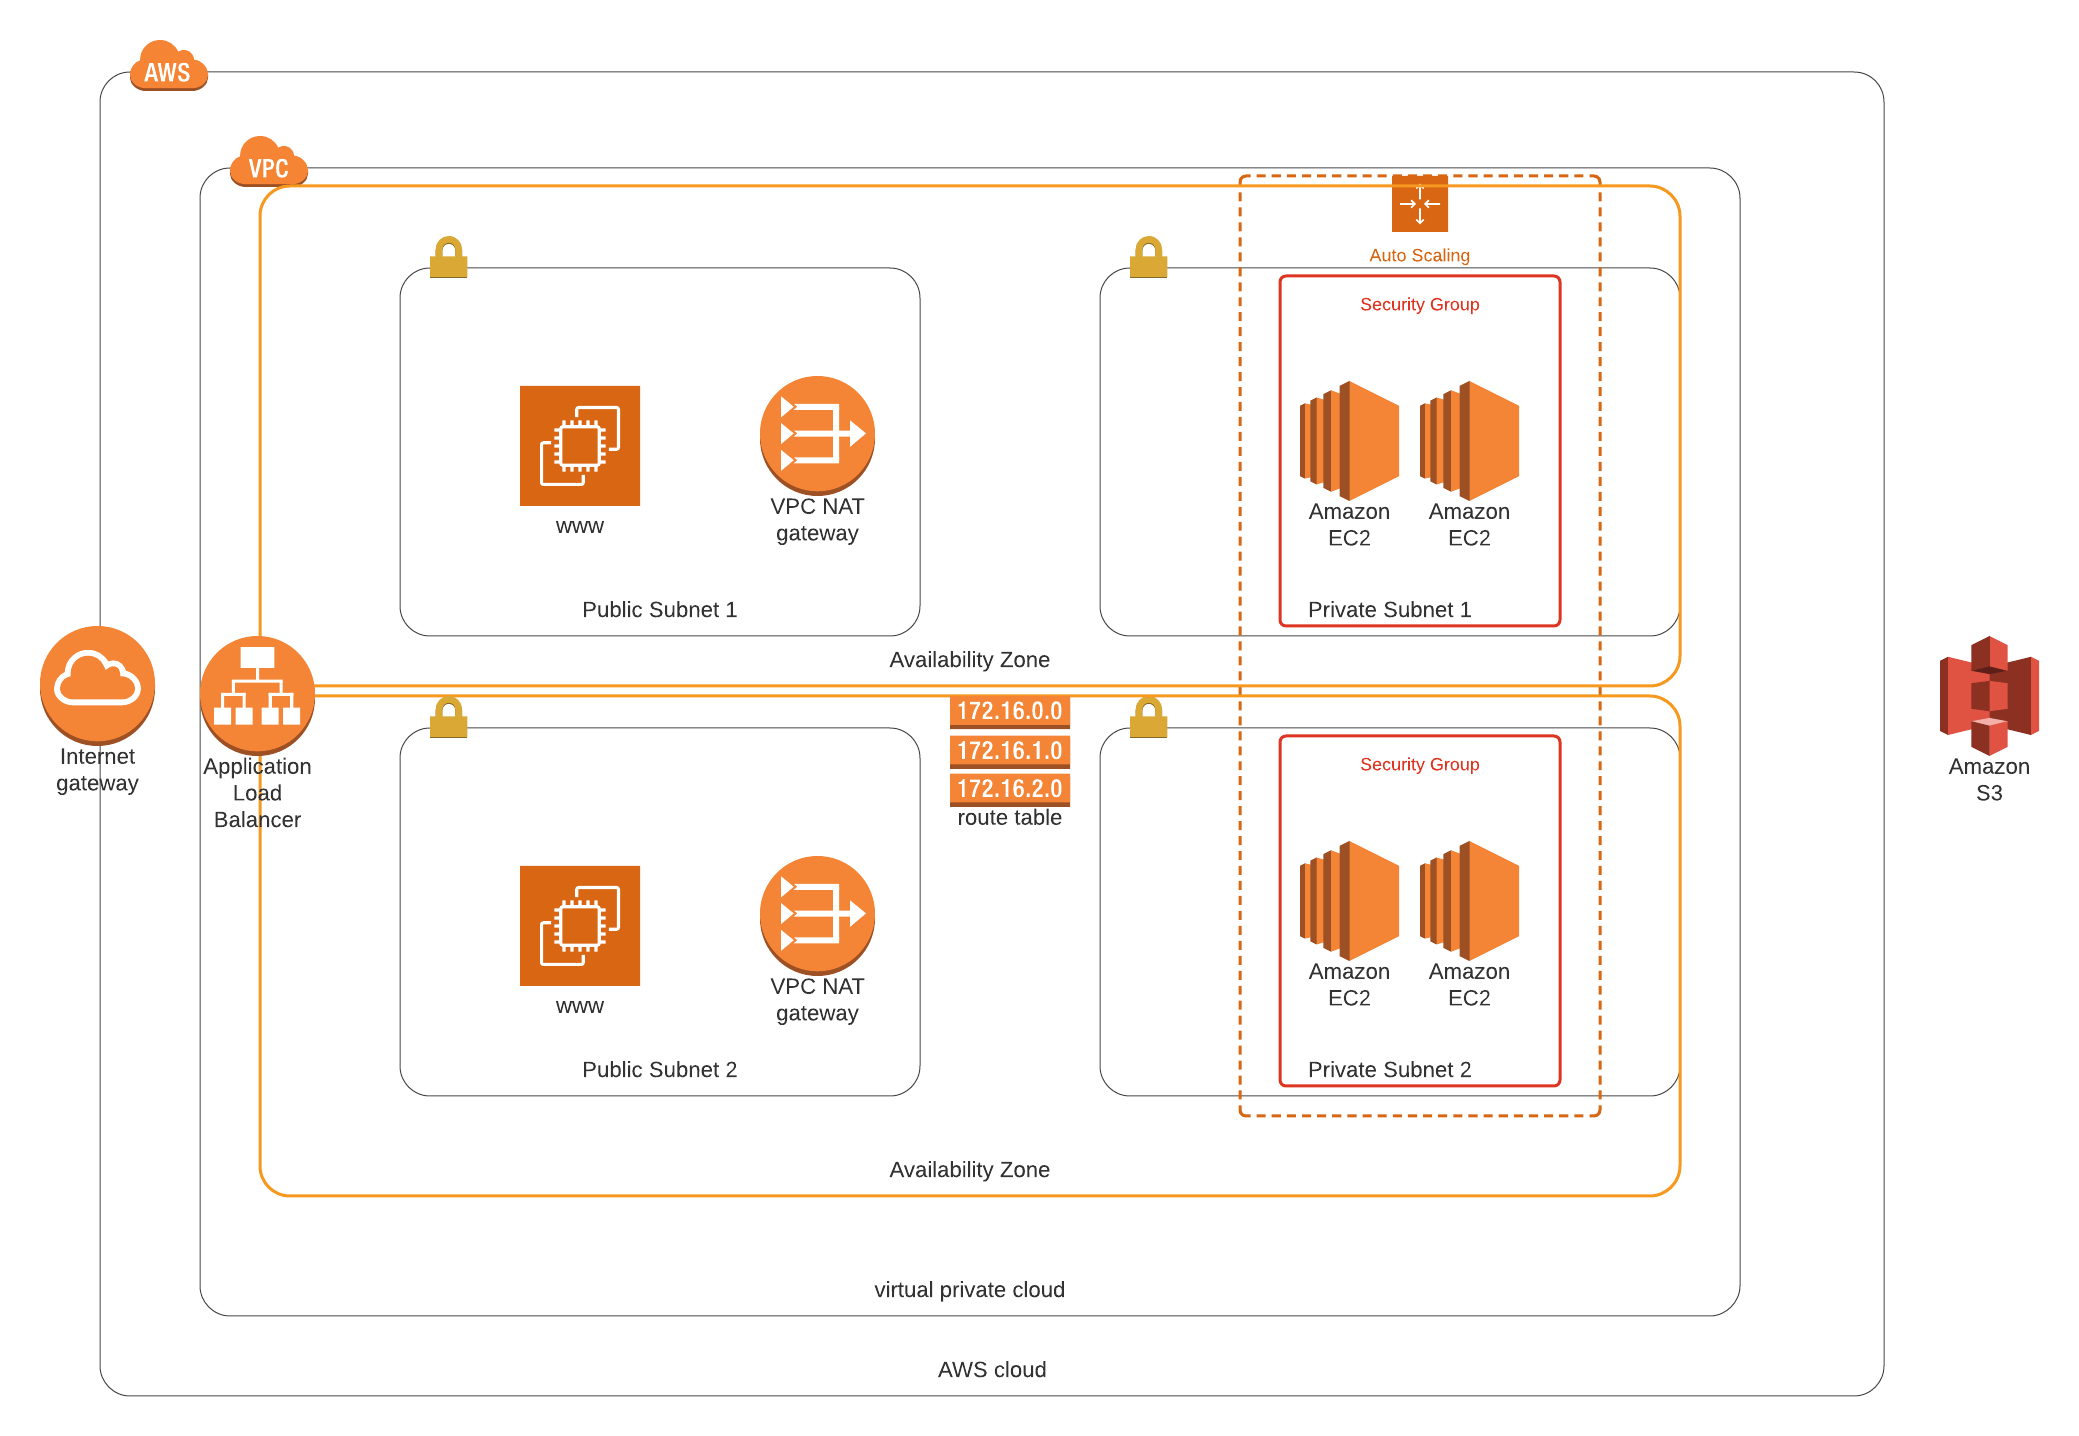 AWS
VPC
Auto Scaling
Security Group
www
VPC NAT
gateway
Amazon
EC2
Amazon
EC2
Public Subnet 1
Private Subnet 1
Availability Zone
Internet
gateway
Application
Load
Balancer
172.16.0.0
172.16.1.0
172.16.2.0
route table
Security Group
Amazon
S3
www
VPC NAT
gateway
Amazon
EC2
Amazon
EC2
Public Subnet 2
Private Subnet 2
Availability Zone
virtual private cloud
AWS cloud